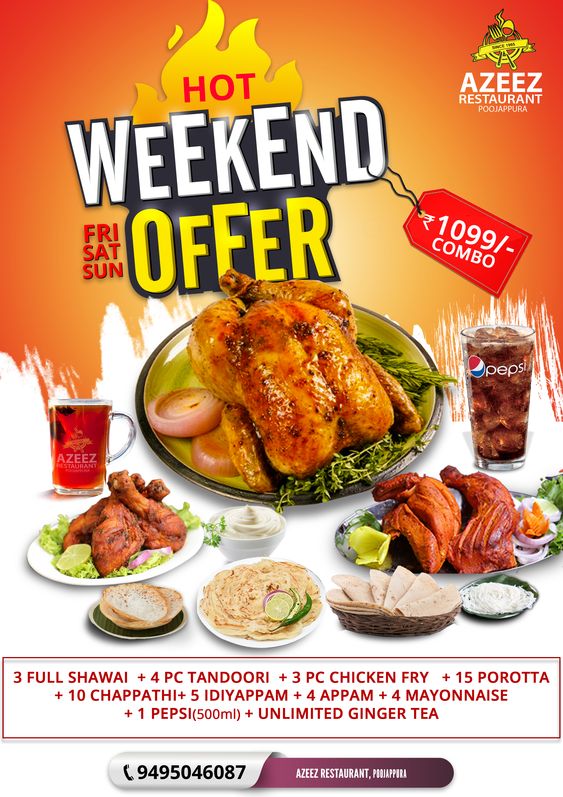 SINCE 1985
AZEEZ
RESTAURANT
POOJAPPURA
HOT
WEEKEND
OFFER
FRI
SAT
SUN
₹1099/-
COMBO
pepsi
AZEEZ
RESTAURANT
POOJAPPURA
3 FULL SHAWAI + 4 PC TANDOORI + 3 PC CHICKEN FRY + 15 POROTTA
+ 10 CHAPPATHI+ 5 IDIYAPPAM + 4 APPAM + 4 MAYONNAISE
+ 1 PEPSI(500ml) + UNLIMITED GINGER TEA
9495046087
AZEEZ RESTAURANT, POOJAPPURA